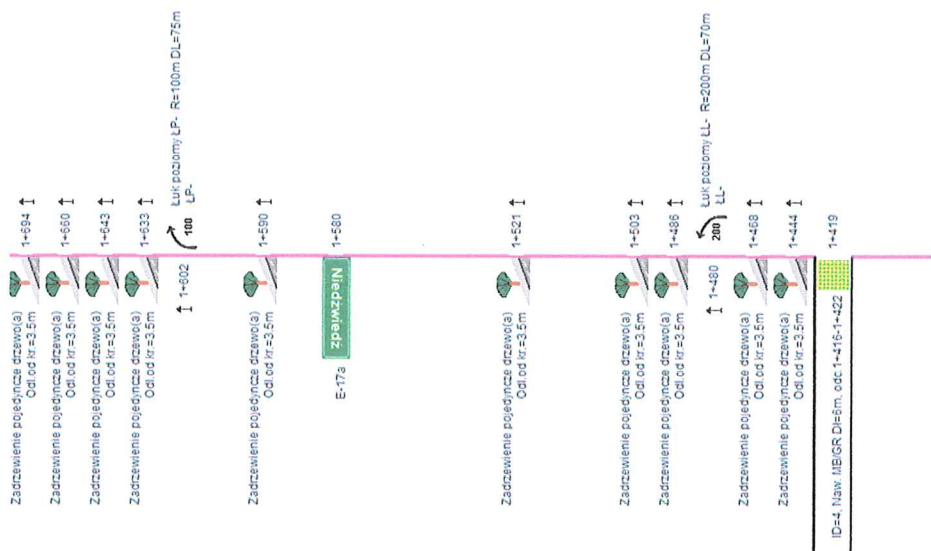 Zadrzewienie pojedyncze drzewo(a)
Odl.od kr.=3.5m
1+694
Zadrzewienie pojedyncze drzewo(a)
Odl.od kr.=3.5m
1+660
Zadrzewienie pojedyncze drzewo(a)
Odl.od kr.=3.5m
1+643
Zadrzewienie pojedyncze drzewo(a)
Odl.od kr.=3.5m
1+633
1+602
100
Łuk poziomy ŁP- R=100m DL=75m
ŁP-
Zadrzewienie pojedyncze drzewo(a)
Odl.od kr.=3.5m
1+590
E-17a
Niedźwiedź
1+580
Zadrzewienie pojedyncze drzewo(a)
Odl.od kr.=3.5m
1+521
Zadrzewienie pojedyncze drzewo(a)
Odl.od kr.=3.5m
1+503
Zadrzewienie pojedyncze drzewo(a)
Odl.od kr.=3.5m
1+486
1+480
200
Łuk poziomy ŁL- R=200m DL=70m
ŁL-
Zadrzewienie pojedyncze drzewo(a)
Odl.od kr.=3.5m
1+468
Zadrzewienie pojedyncze drzewo(a)
Odl.od kr.=3.5m
1+444
ID=4, Naw. MB/GR Dł=6m, odc.1+416-1+422
1+419